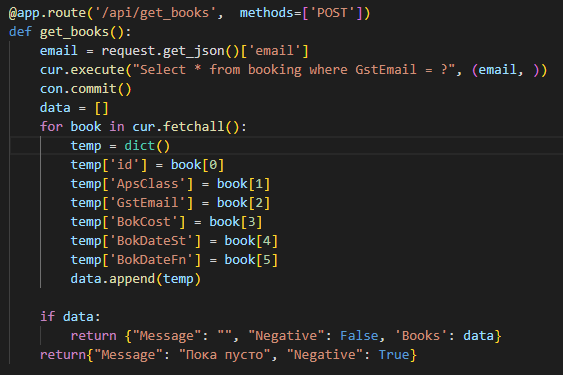 @app.route('/api/get_books',  methods=['POST'])
def get_books():
    email = request.get_json()['email']
    cur.execute("Select * from booking where GstEmail = ?", (email, ))
    con.commit()
    data = []
    for book in cur.fetchall():
        temp = dict()
        temp['id'] = book[0]
        temp['ApsClass'] = book[1]
        temp['GstEmail'] = book[2]
        temp['BokCost'] = book[3]
        temp['BokDateSt'] = book[4]
        temp['BokDateFn'] = book[5]
        data.append(temp)
    if data:
        return {"Message": "", "Negative": False, 'Books': data}
    return{"Message": "Пока пусто", "Negative": True}